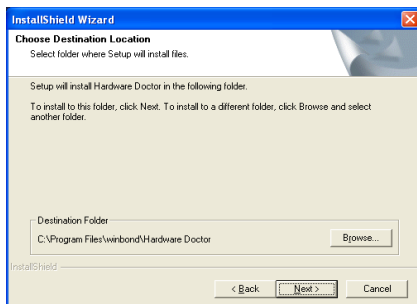 InstallShield Wizard
Choose Destination Location
Select folder where Setup will install files.
Setup will install Hardware Doctor in the following folder.
To install to this folder, click Next. To install to a different folder, click Browse and select
another folder.
Destination Folder
C:\Program Files\winbond\Hardware Doctor
Browse...
InstallShield
< Back
Next >
Cancel